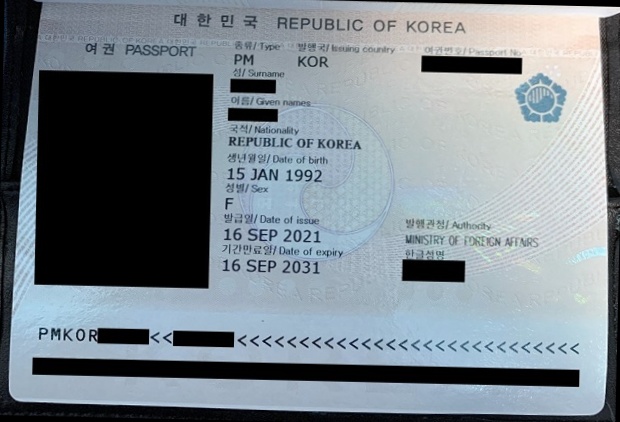 대한민국 REPUBLIC OF KOREA
여권 PASSPORT
종류/ Type 발행국/ Issuing country 여권번호/ Passport No.
PM KOR
성/ Surname
이름/ Given names
국적/ Nationality
REPUBLIC OF KOREA
생년월일/ Date of birth
15 JAN 1992
성별/ Sex
F
발급일/ Date of issue 발행관청/ Authority
16 SEP 2021 MINISTRY OF FOREIGN AFFAIRS
기간만료일/ Date of expiry 한글성명
16 SEP 2031
PMKOR << <<<<<<<<<<<<<<<<<<<<<<<<<<<<